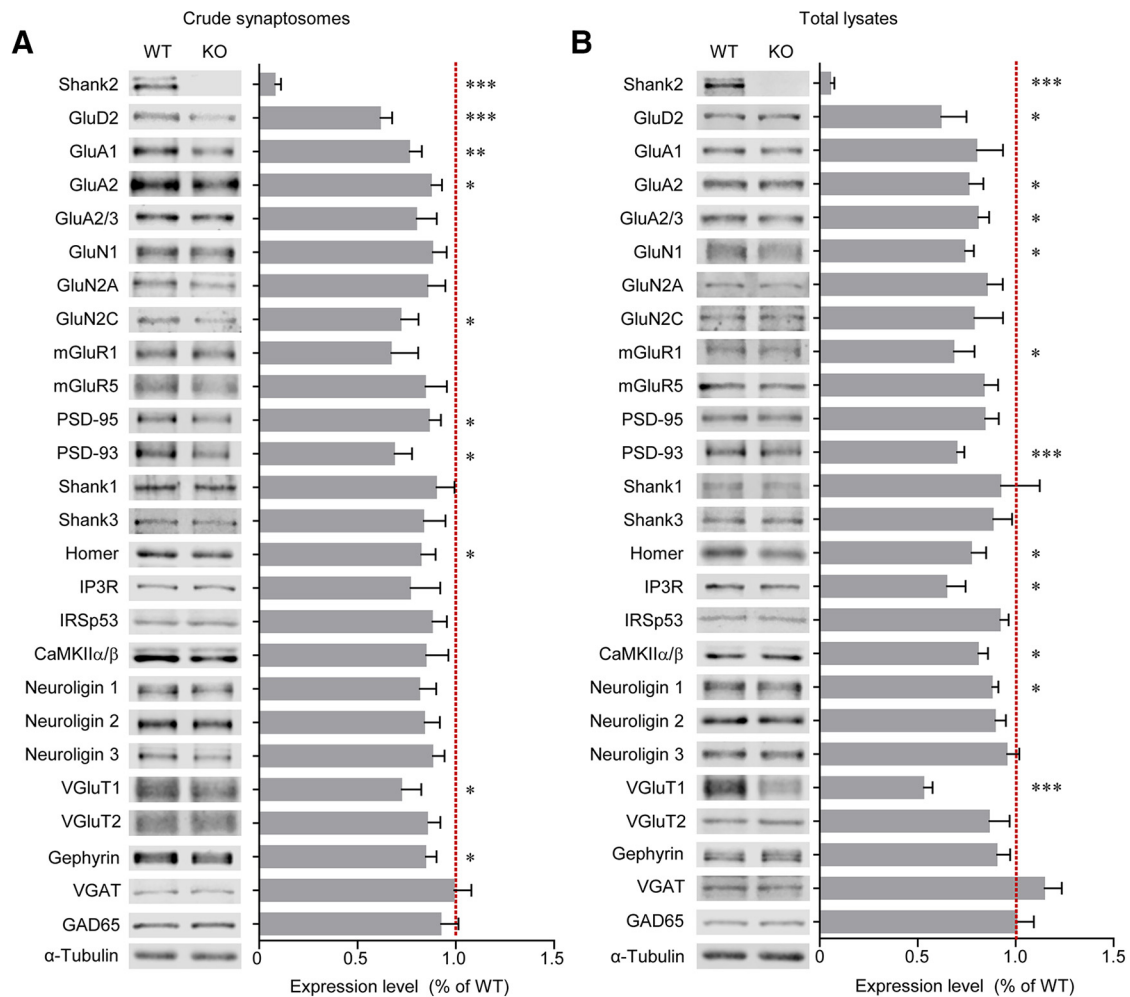 Crude synaptosomes
A
WT KO
Shank2 ***
GluD2 ***
GluA1 **
GluA2 *
GluA2/3
GluN1
GluN2A
GluN2C *
mGluR1
mGluR5
PSD-95 *
PSD-93 *
Shank1
Shank3
Homer *
IP3R
IRSp53
CaMKIIα/β
Neuroligin 1
Neuroligin 2
Neuroligin 3
VGluT1 *
VGluT2
Gephyrin *
VGAT
GAD65
α-Tubulin
0 0.5 1.0 1.5
Expression level (% of WT)
Total lysates
B
WT KO
Shank2 ***
GluD2 *
GluA1
GluA2 *
GluA2/3 *
GluN1 *
GluN2A
GluN2C
mGluR1 *
mGluR5
PSD-95
PSD-93 ***
Shank1
Shank3
Homer *
IP3R *
IRSp53
CaMKIIα/β *
Neuroligin 1 *
Neuroligin 2
Neuroligin 3
VGluT1 ***
VGluT2
Gephyrin
VGAT
GAD65
α-Tubulin
0 0.5 1.0 1.5
Expression level (% of WT)